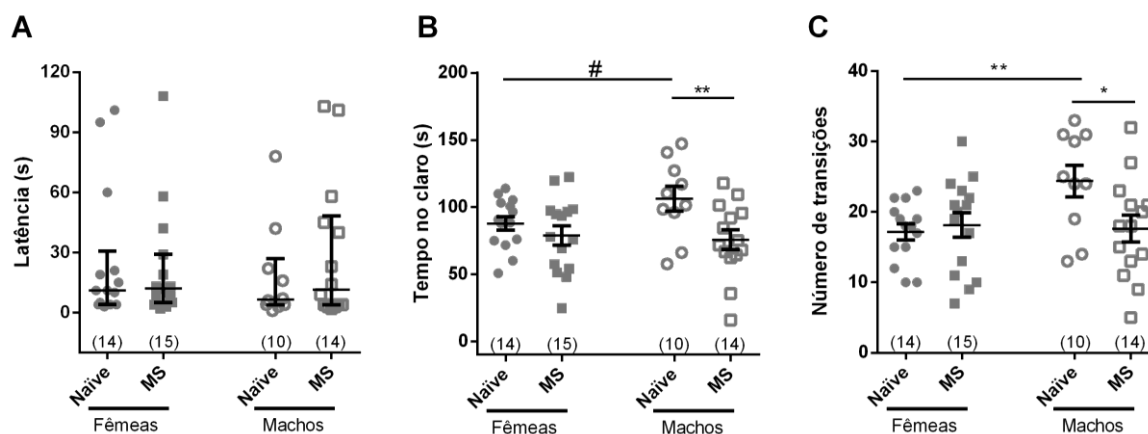 A
Latência (s)
120
90
60
30
0
(14) (15) (10) (14)
Naïve MS Naïve MS
Fêmeas Machos
B
Tempo no claro (s)
200
150
100
50
0
#
**
(14) (15) (10) (14)
Naïve MS Naïve MS
Fêmeas Machos
C
Número de transições
40
30
20
10
0
**
*
(14) (15) (10) (14)
Naïve MS Naïve MS
Fêmeas Machos